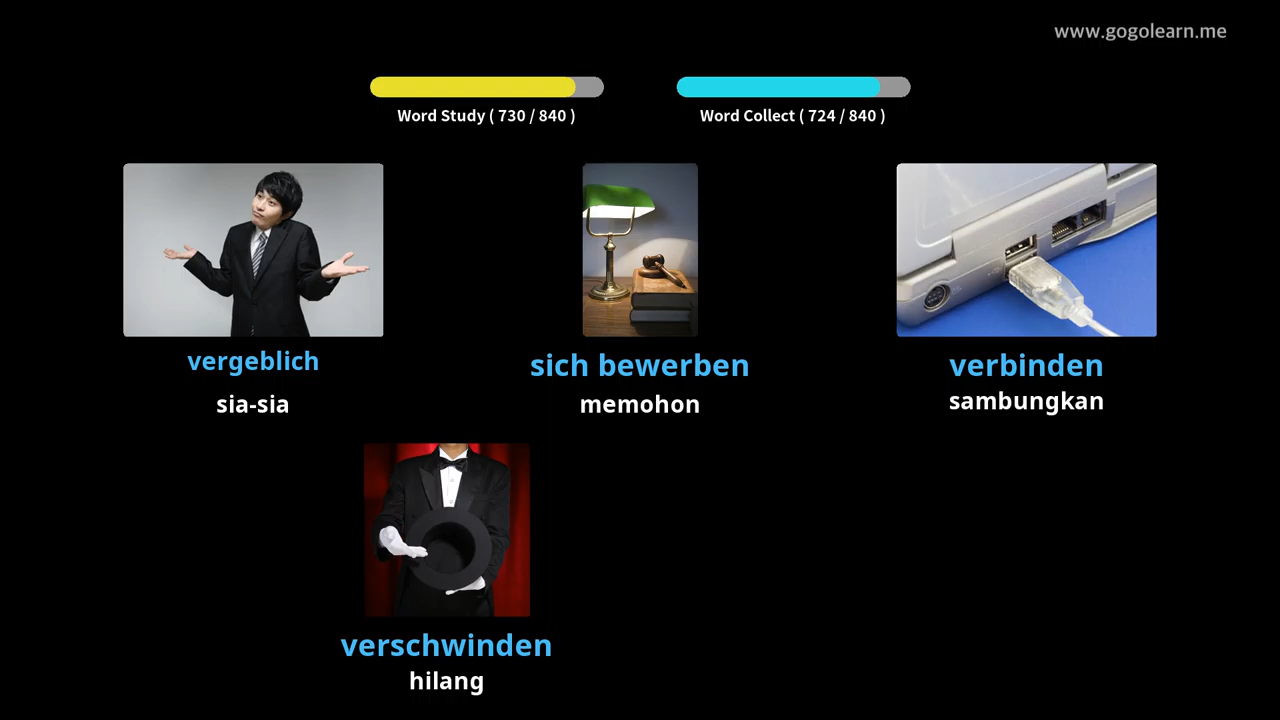 www.gogolearn.me
Word Study ( 730 / 840 )
Word Collect ( 724 / 840 )
vergeblich
sia-sia
sich bewerben
memohon
verbinden
sambungkan
verschwinden
hilang